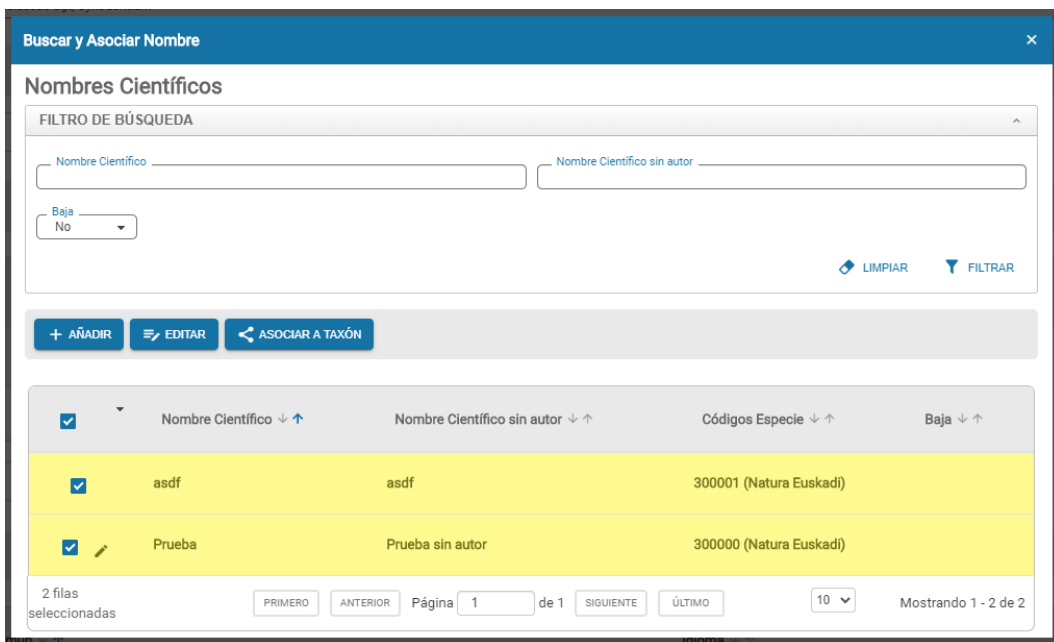 Buscar y Asociar Nombre
Nombres Científicos
FILTRO DE BÚSQUEDA
Nombre Científico
Nombre Científico sin autor
Baja
No
LIMPIAR
FILTRAR
AÑADIR
EDITAR
ASOCIAR A TAXÓN
Nombre Científico
Nombre Científico sin autor
Códigos Especie
Baja
asdf
asdf
300001 (Natura Euskadi)
Prueba
Prueba sin autor
300000 (Natura Euskadi)
2 filas
seleccionadas
PRIMERO
ANTERIOR
Página 1 de 1
SIGUIENTE
ÚLTIMO
10
Mostrando 1 - 2 de 2